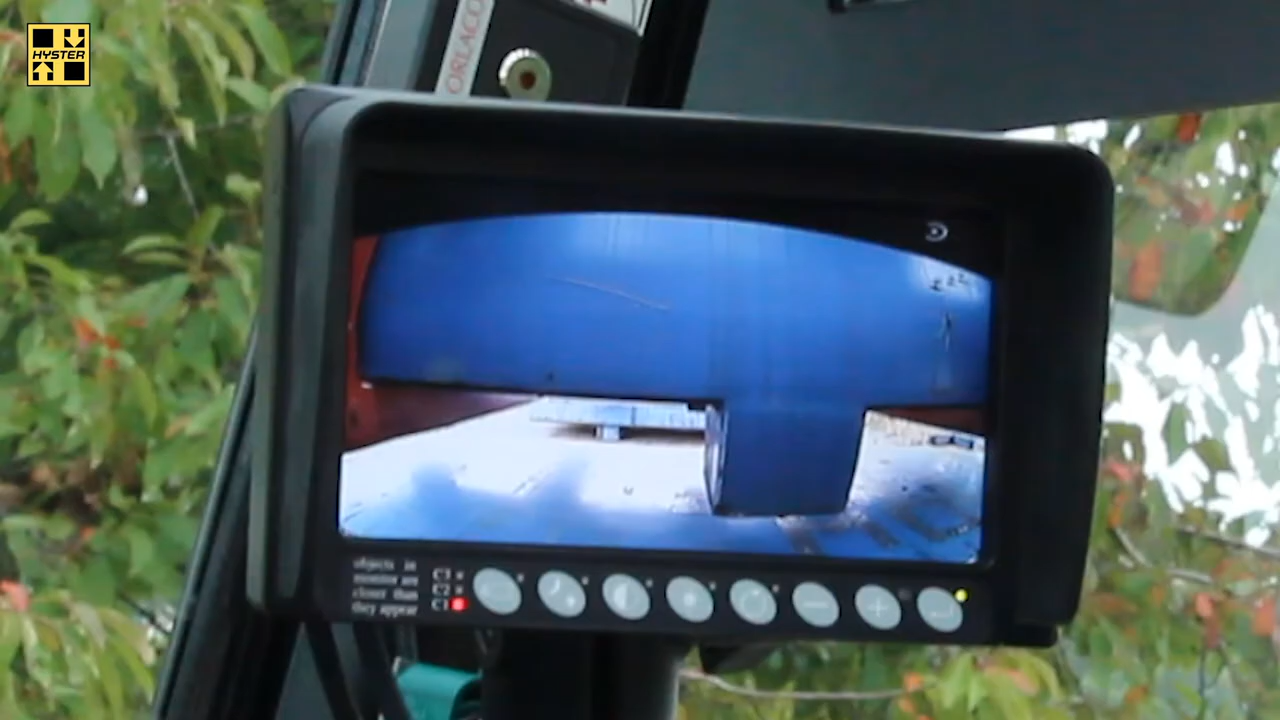 HYSTER
ORLACO
objects in
monitor are
closer than
they appear
C3
C2
C1